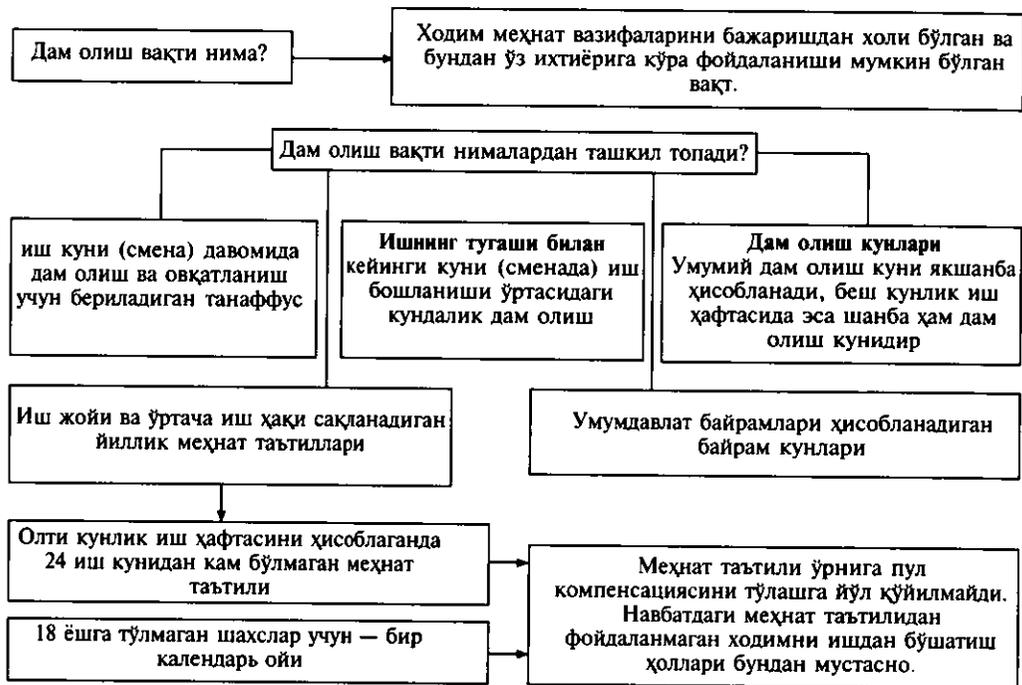 Дам олиш вақти нима?
Ходим меҳнат вазифаларини бажаришдан холи бўлган ва
бундан ўз ихтиёрига кўра фойдаланиши мумкин бўлган
вақт.
Дам олиш вақти нималардан ташкил топади?
иш куни (смена) давомида
дам олиш ва овқатланиш
учун бериладиган танаффус
Ишнинг тугаши билан
кейинги куни (сменада) иш
бошланиши ўртасидаги
кундалик дам олиш
Дам олиш кунлари
Умумий дам олиш куни якшанба
ҳисобланади, беш кунлик иш
ҳафтасида эса шанба ҳам дам
олиш кунидир
Иш жойи ва ўртача иш ҳақи сақланадиган
йиллик меҳнат таътиллари
Умумдавлат байрамлари ҳисобланадиган
байрам кунлари
Олти кунлик иш ҳафтасини ҳисоблаганда
24 иш кунидан кам бўлмаган меҳнат
таътили
18 ёшга тўлмаган шахслар учун — бир
календарь ойи
Меҳнат таътили ўрнига пул
компенсациясини тўлашга йўл қўйилмайди.
Навбатдаги меҳнат таътилидан
фойдаланмаган ходимни ишдан бўшатиш
ҳоллари бундан мустасно.